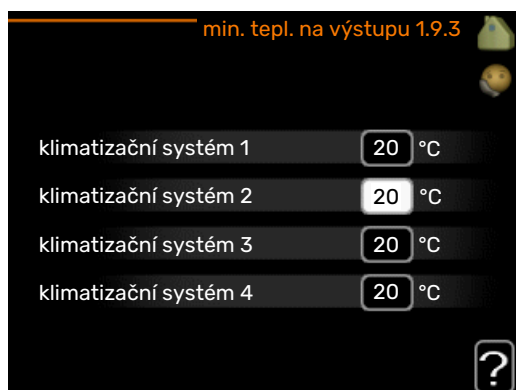 min. tepl. na výstupu 1.9.3
klimatizační systém 1 20 °C
klimatizační systém 2 20 °C
klimatizační systém 3 20 °C
klimatizační systém 4 20 °C
?